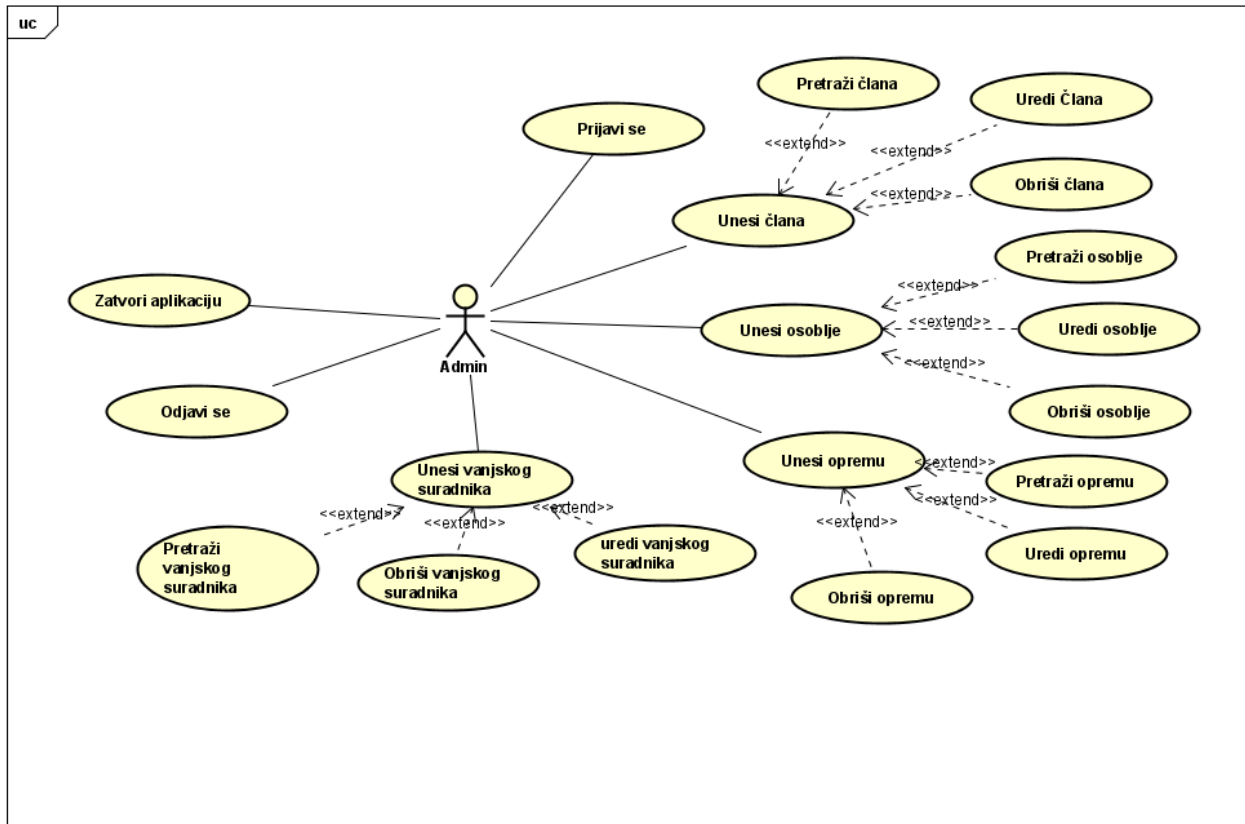 uc
Pretraži člana
Uredi Člana
Prijavi se
<<extend>>
<<extend>>
Obriši člana
<<extend>>
Unesi člana
Pretraži osoblje
Zatvori aplikaciju
<<extend>>
Unesi osoblje
<<extend>>
Uredi osoblje
Admin
<<extend>>
Odjavi se
Obriši osoblje
Unesi opremu
<<extend>>
Pretraži opremu
Unesi vanjskog
suradnika
<<extend>>
<<extend>>
<<extend>>
<<extend>>
<<extend>>
Pretraži
vanjskog
suradnika
uredi vanjskog
suradnika
Uredi opremu
Obriši vanjskog
suradnika
Obriši opremu